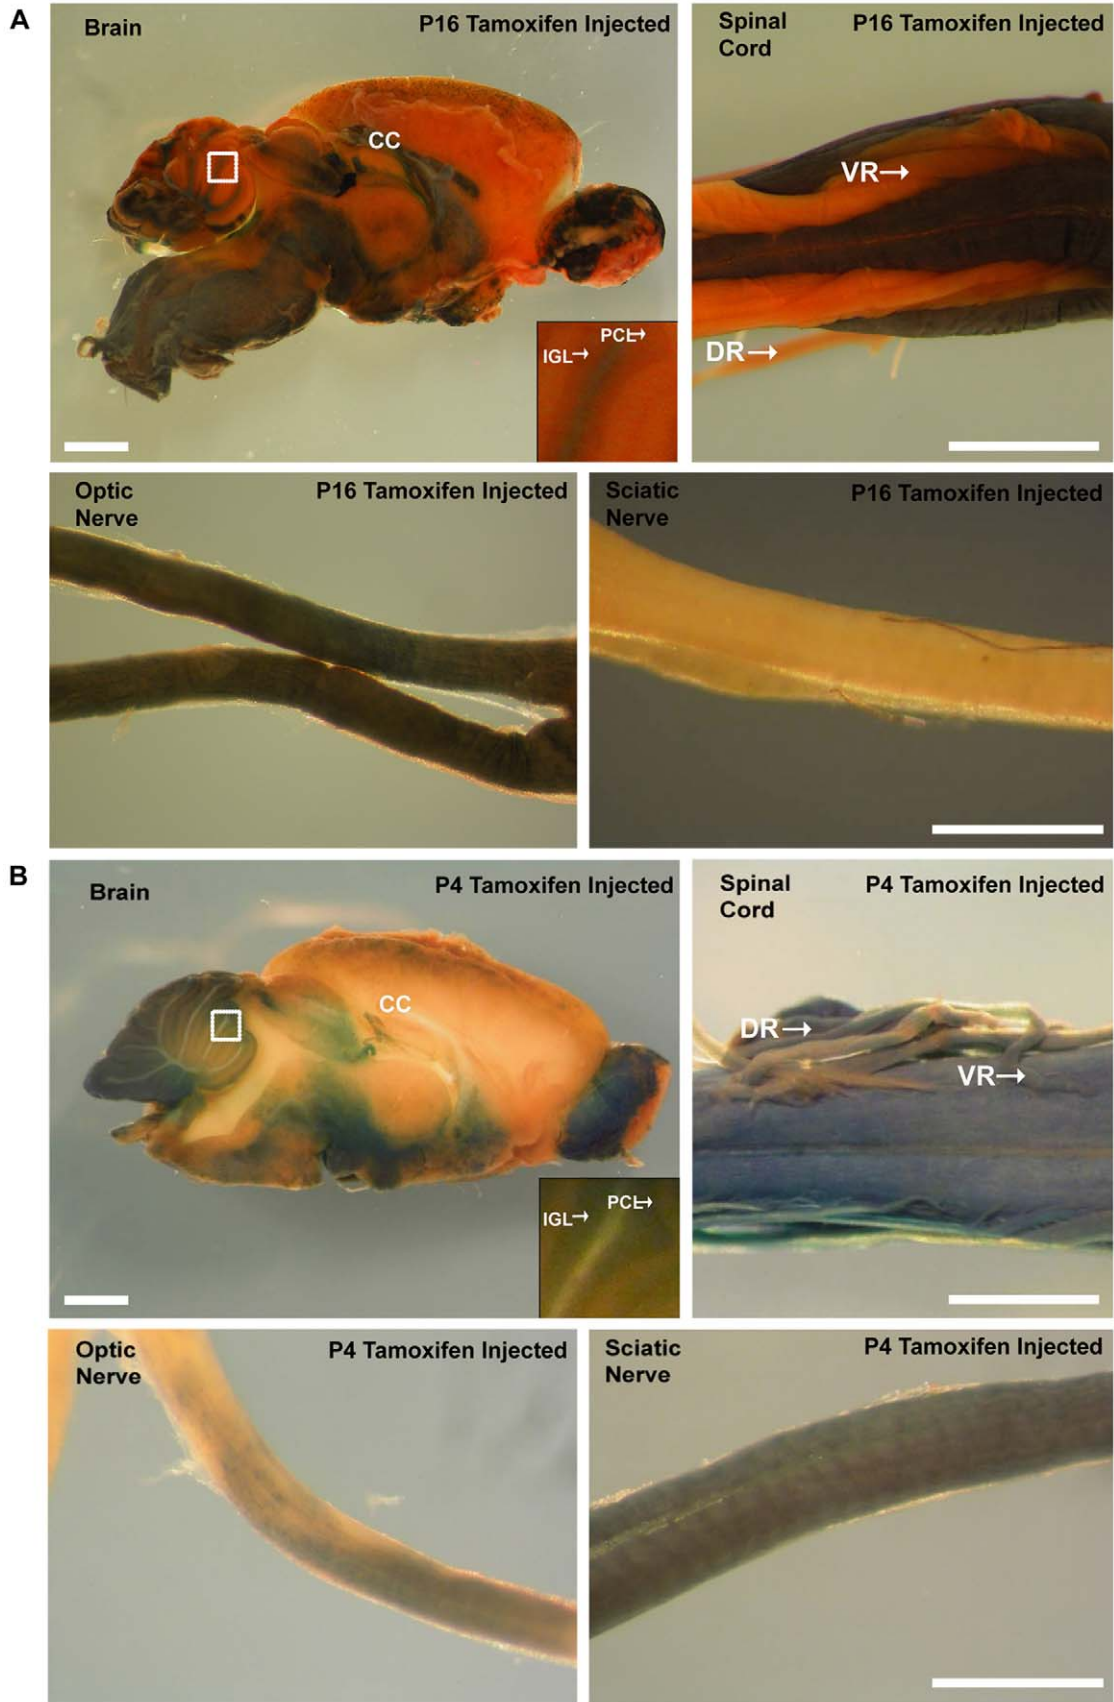 A
Brain
P16 Tamoxifen Injected
CC
IGL→
PCL→
Spinal
Cord
P16 Tamoxifen Injected
VR→
DR→
Optic
Nerve
P16 Tamoxifen Injected
Sciatic
Nerve
P16 Tamoxifen Injected
B
Brain
P4 Tamoxifen Injected
CC
IGL→
PCL→
Spinal
Cord
P4 Tamoxifen Injected
DR→
VR→
Optic
Nerve
P4 Tamoxifen Injected
Sciatic
Nerve
P4 Tamoxifen Injected